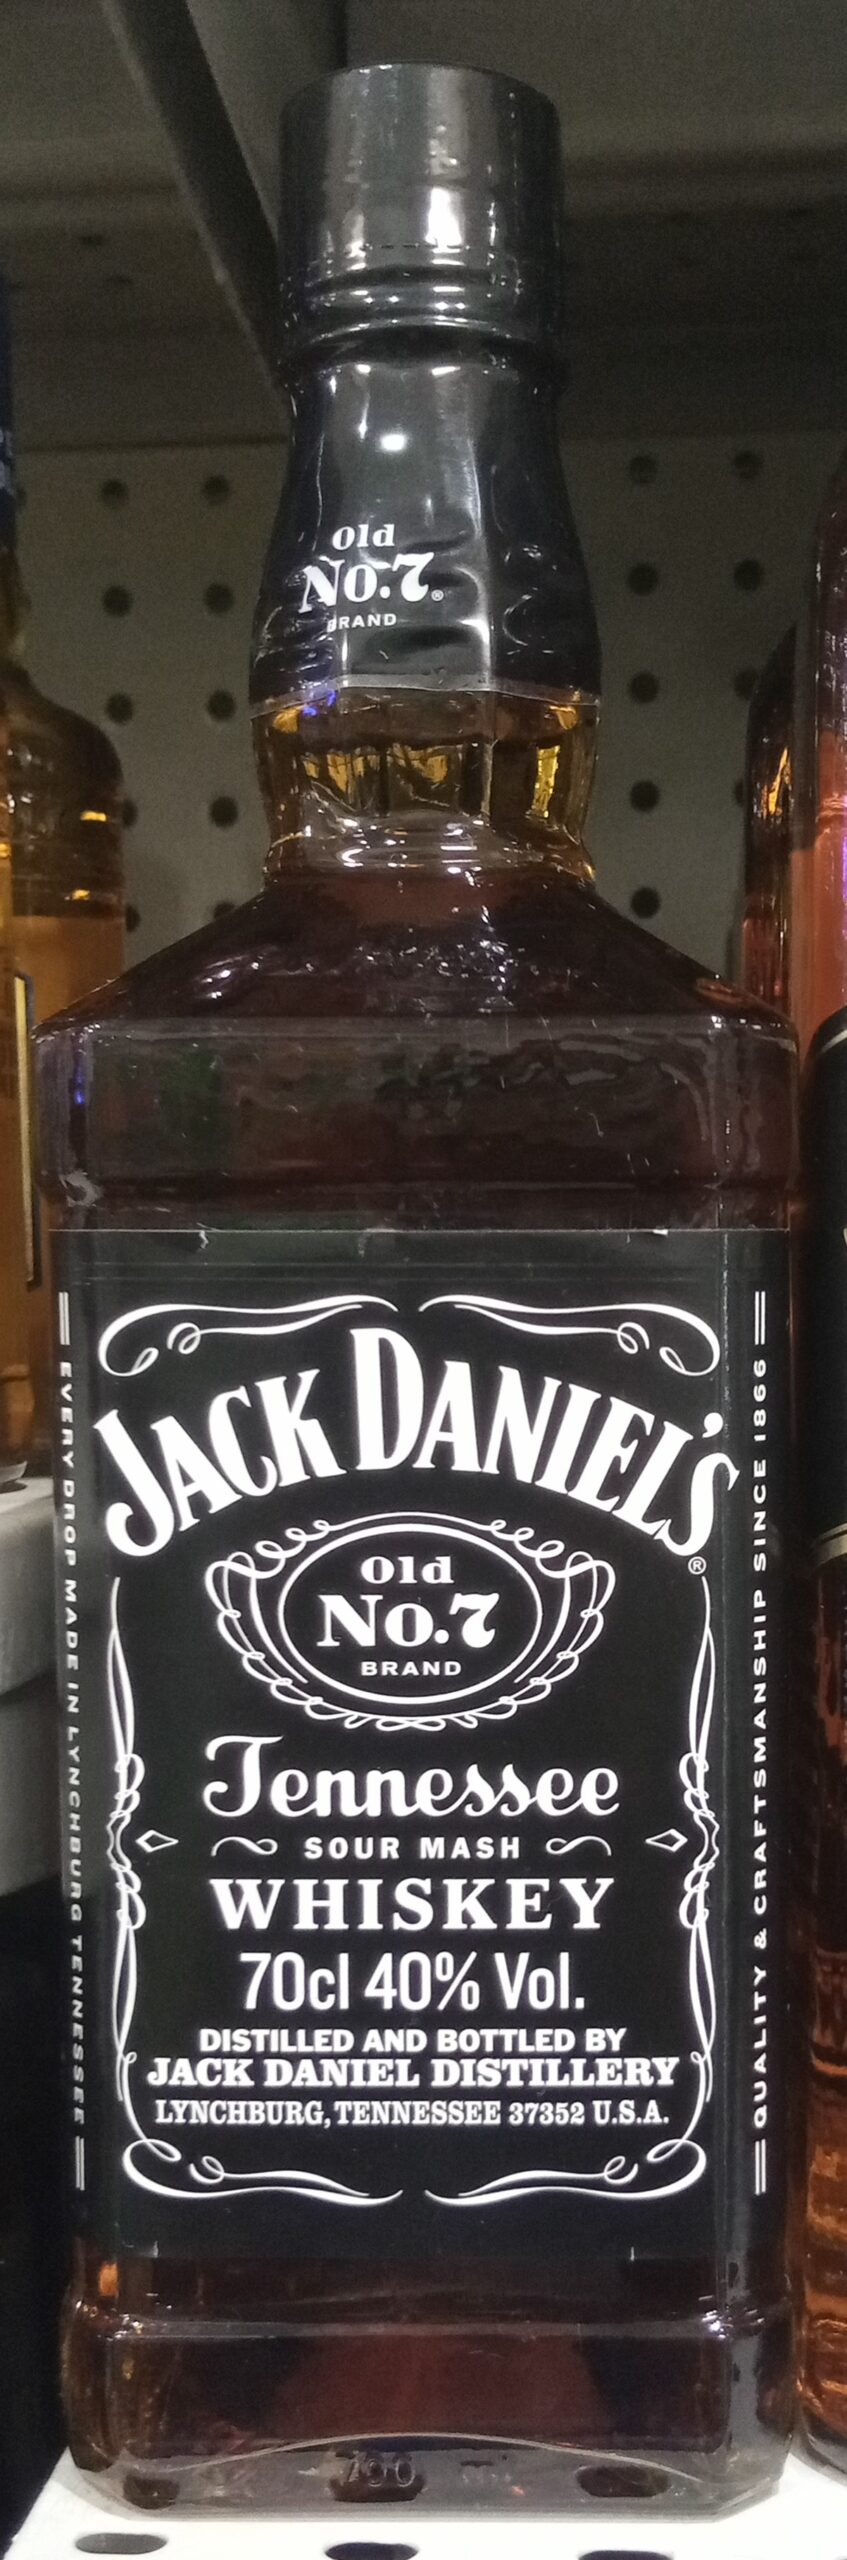 Old
No.7®
BRAND
JACK DANIEL'S®
Old
No.7
BRAND
Tennessee
SOUR MASH
WHISKEY
70cl 40% Vol.
DISTILLED AND BOTTLED BY
JACK DANIEL DISTILLERY
LYNCHBURG, TENNESSEE 37352 U.S.A.
EVERY DROP MADE IN LYNCHBURG TENNESSEE
QUALITY & CRAFTSMANSHIP SINCE 1866
700